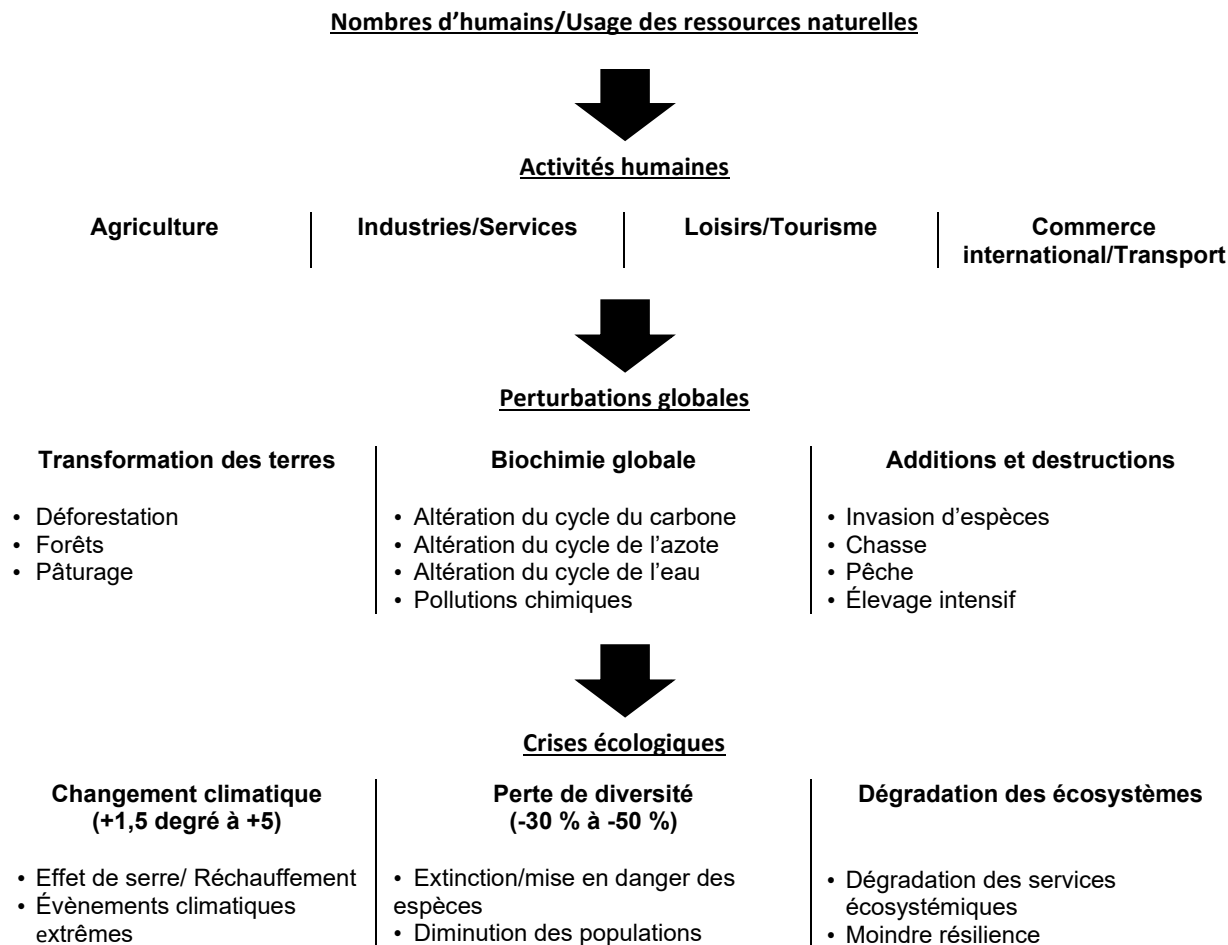 Nombres d’humains/Usage des ressources naturelles
Activités humaines
Agriculture
Industries/Services
Loisirs/Tourisme
Commerce
international/Transport
Perturbations globales
Transformation des terres
• Déforestation
• Forêts
• Pâturage
Biochimie globale
• Altération du cycle du carbone
• Altération du cycle de l’azote
• Altération du cycle de l’eau
• Pollutions chimiques
Additions et destructions
• Invasion d’espèces
• Chasse
• Pêche
• Élevage intensif
Crises écologiques
Changement climatique
(+1,5 degré à +5)
• Effet de serre/ Réchauffement
• Évènements climatiques
extrêmes
Perte de diversité
(-30 % à -50 %)
• Extinction/mise en danger des
espèces
• Diminution des populations
Dégradation des écosystèmes
• Dégradation des services
écosystémiques
• Moindre résilience